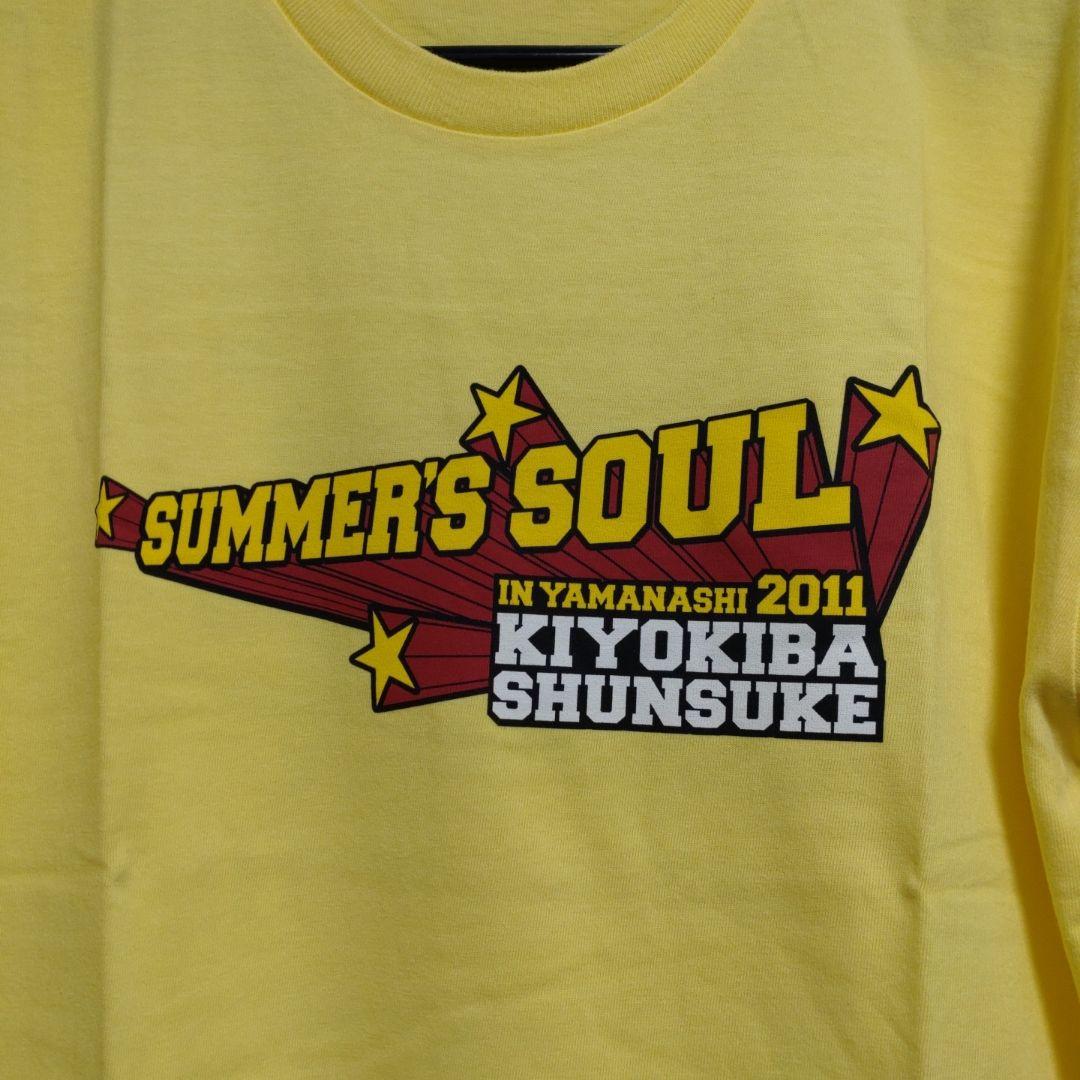 SUMMER'S SOUL
IN YAMANASHI 2011
KIYOKIBA
SHUNSUKE